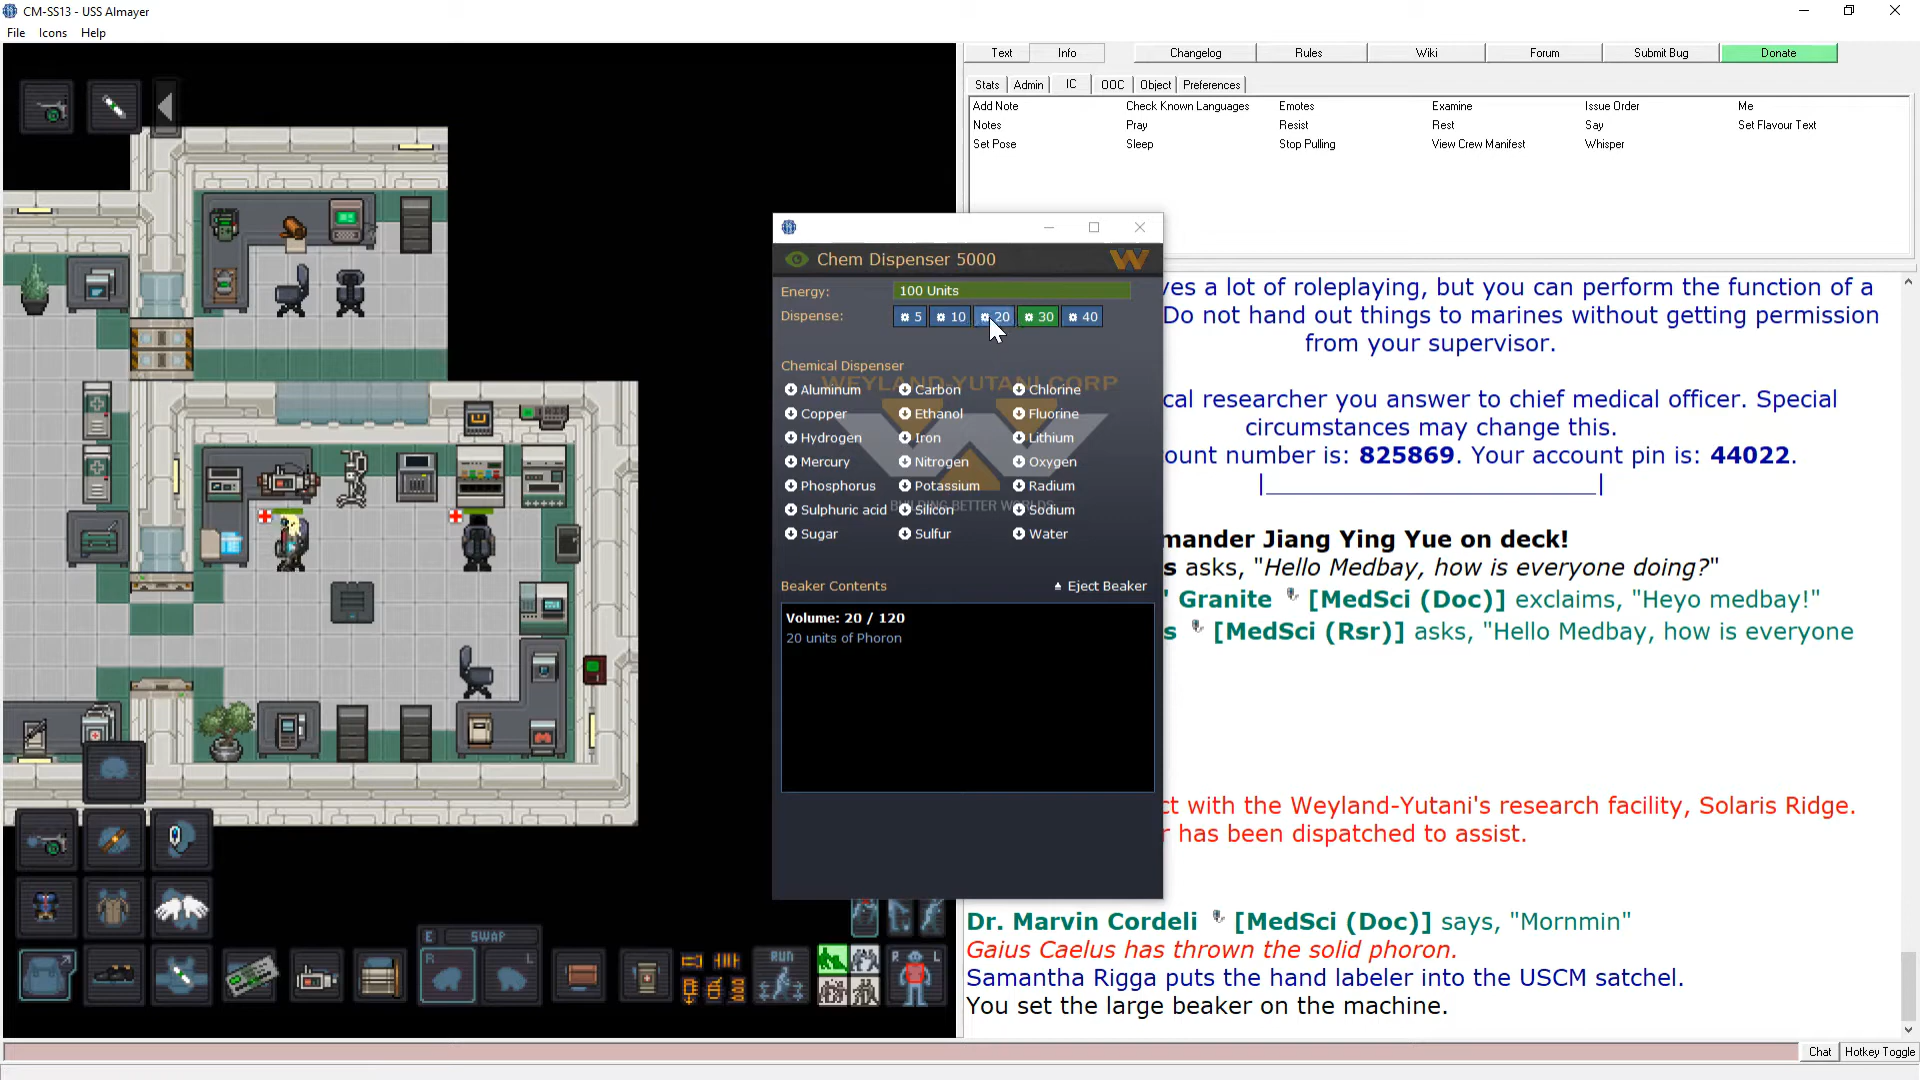 CM-SS13 - USS Almayer
File Icons Help
Text Info Changelog Rules Wiki Forum Submit Bug Donate
Stats Admin IC OOC Object Preferences
Add Note Check Known Languages Emotes Examine Issue Order Me
Notes Pray Resist Rest Say Set Flavour Text
Set Pose Sleep Stop Pulling View Crew Manifest Whisper
Chem Dispenser 5000
Energy: 100 Units
Dispense: 5 10 20 30 40
Chemical Dispenser
WEYLAND-YUTANI CORP
Aluminum Carbon Chlorine
Copper Ethanol Fluorine
Hydrogen Iron Lithium
Mercury Nitrogen Oxygen
Phosphorus Potassium Radium
BUILDING BETTER WORLDS
Sulphuric acid Silicon Sodium
Sugar Sulfur Water
Beaker Contents Eject Beaker
Volume: 20 / 120
20 units of Phoron
ves a lot of roleplaying, but you can perform the function of a
Do not hand out things to marines without getting permission
from your supervisor.
cal researcher you answer to chief medical officer. Special
circumstances may change this.
ount number is: 825869. Your account pin is: 44022.
|____________________________|
mander Jiang Ying Yue on deck!
s asks, "Hello Medbay, how is everyone doing?"
' Granite [MedSci (Doc)] exclaims, "Heyo medbay!"
s [MedSci (Rsr)] asks, "Hello Medbay, how is everyone
ct with the Weyland-Yutani's research facility, Solaris Ridge.
r has been dispatched to assist.
Dr. Marvin Cordeli [MedSci (Doc)] says, "Mornmin"
Gaius Caelus has thrown the solid phoron.
Samantha Rigga puts the hand labeler into the USCM satchel.
You set the large beaker on the machine.
E SWAP
R L
RUN
R L
Chat Hotkey Toggle